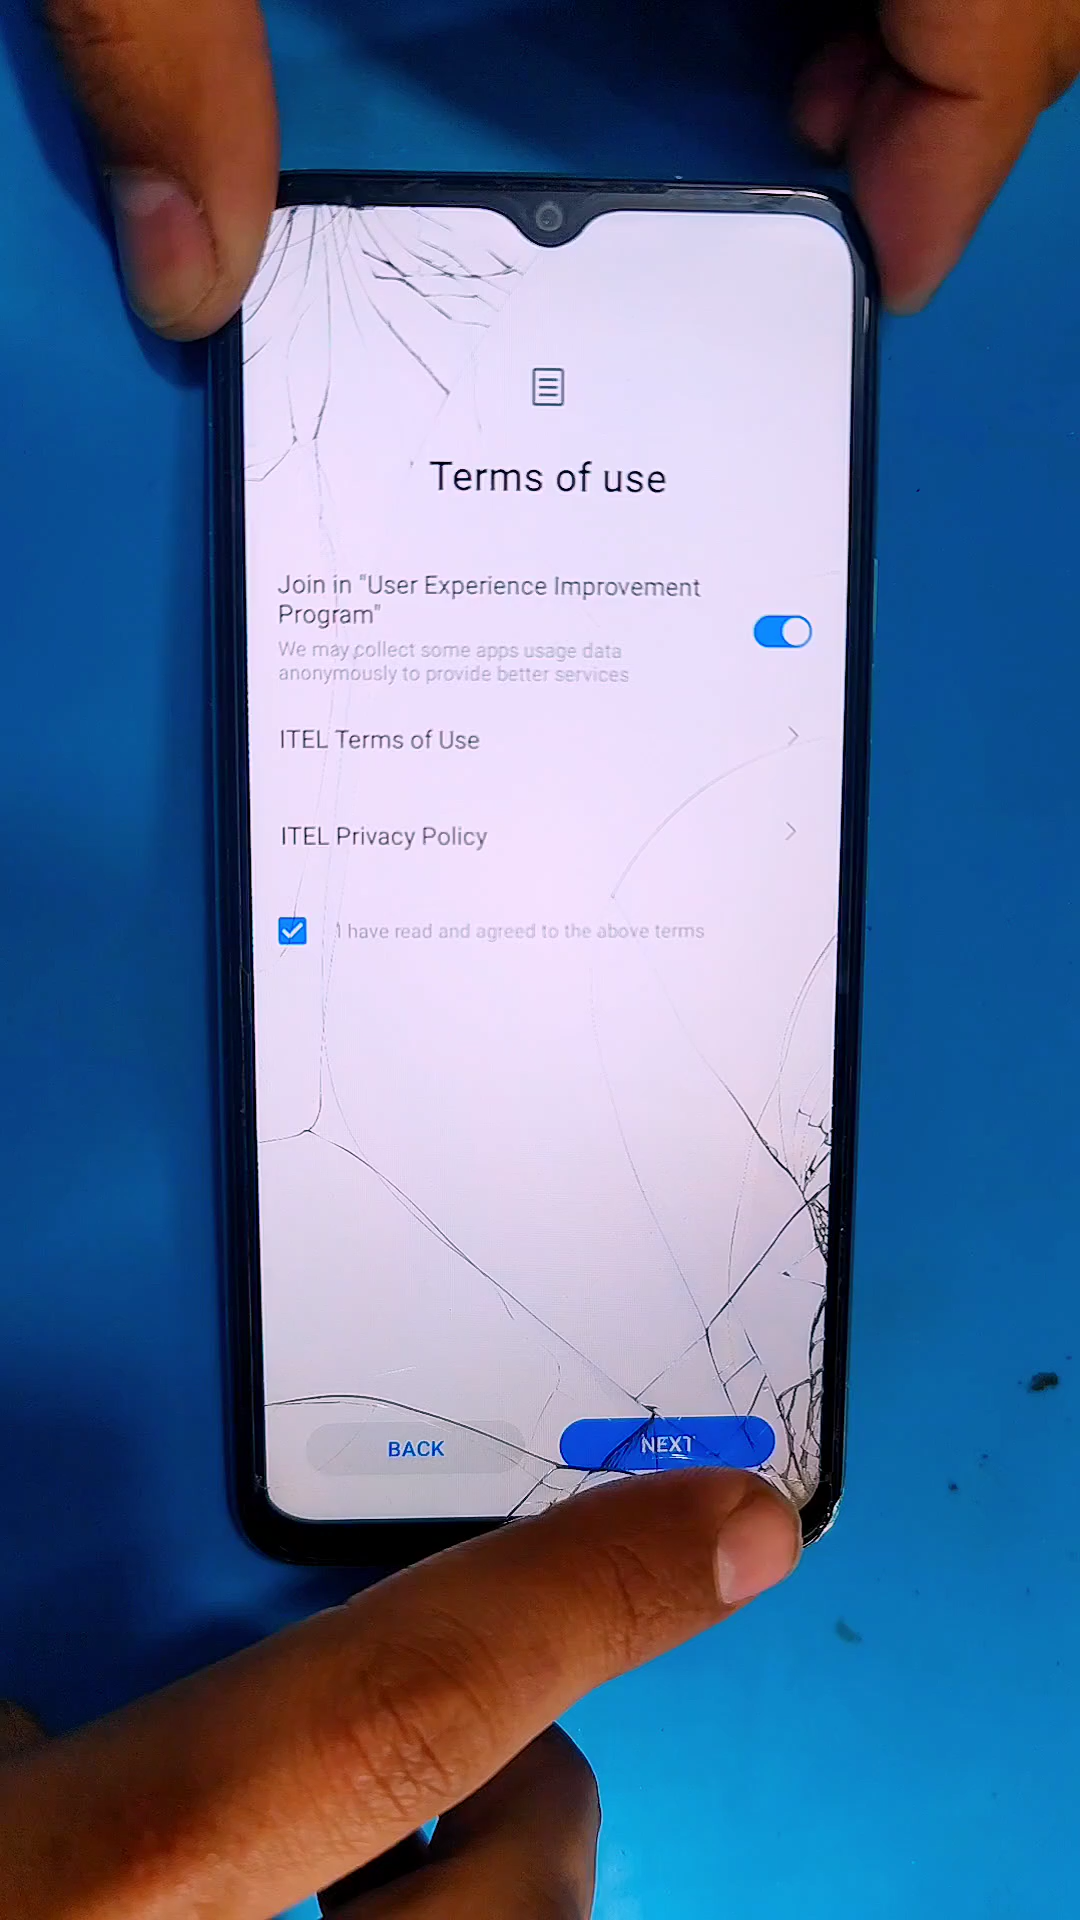 Terms of use
Join in "User Experience Improvement
Program"
We may collect some apps usage data
anonymously to provide better services
ITEL Terms of Use
ITEL Privacy Policy
I have read and agreed to the above terms
BACK
NEXT